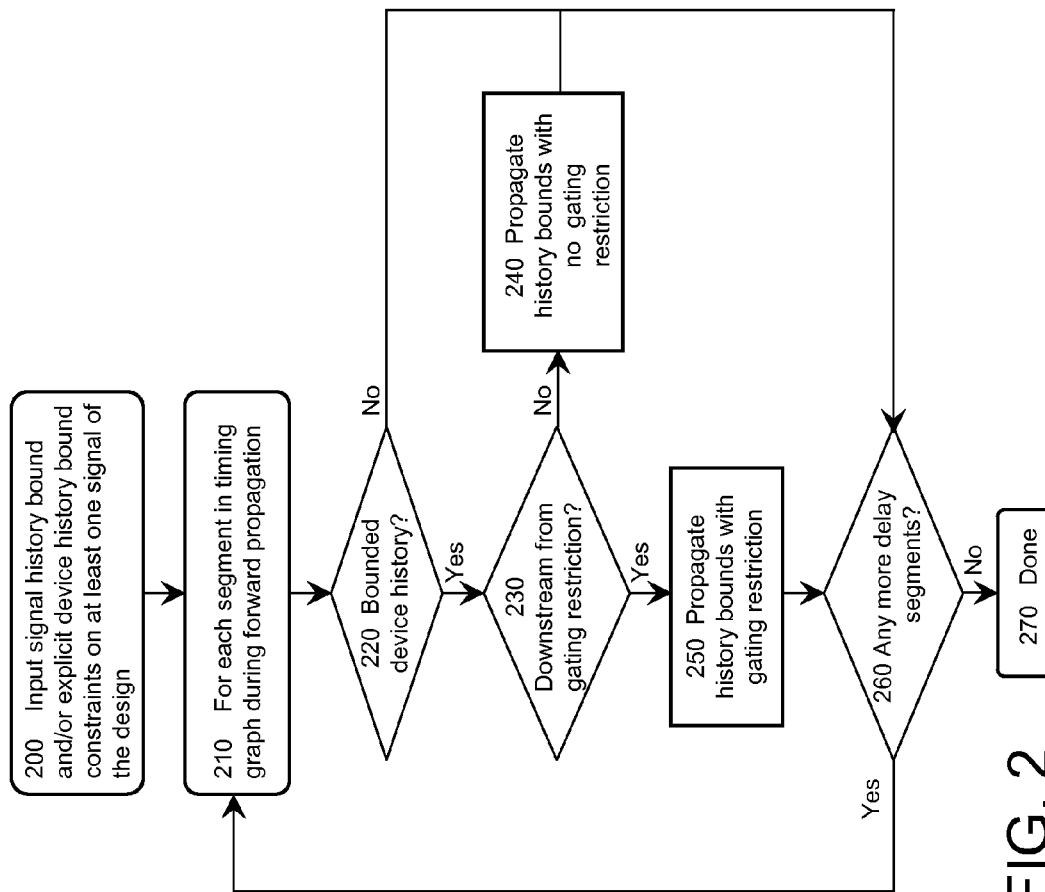 200 Input signal history bound
and/or explicit device history bound
constraints on at least one signal of
the design
210 For each segment in timing
graph during forward propagation
220 Bounded
device history?
No
Yes
230
Downstream from
gating restriction?
No
Yes
240 Propagate
history bounds with
no gating
restriction
250 Propagate
history bounds with
gating restriction
260 Any more delay
segments?
Yes
No
270 Done
FIG. 2